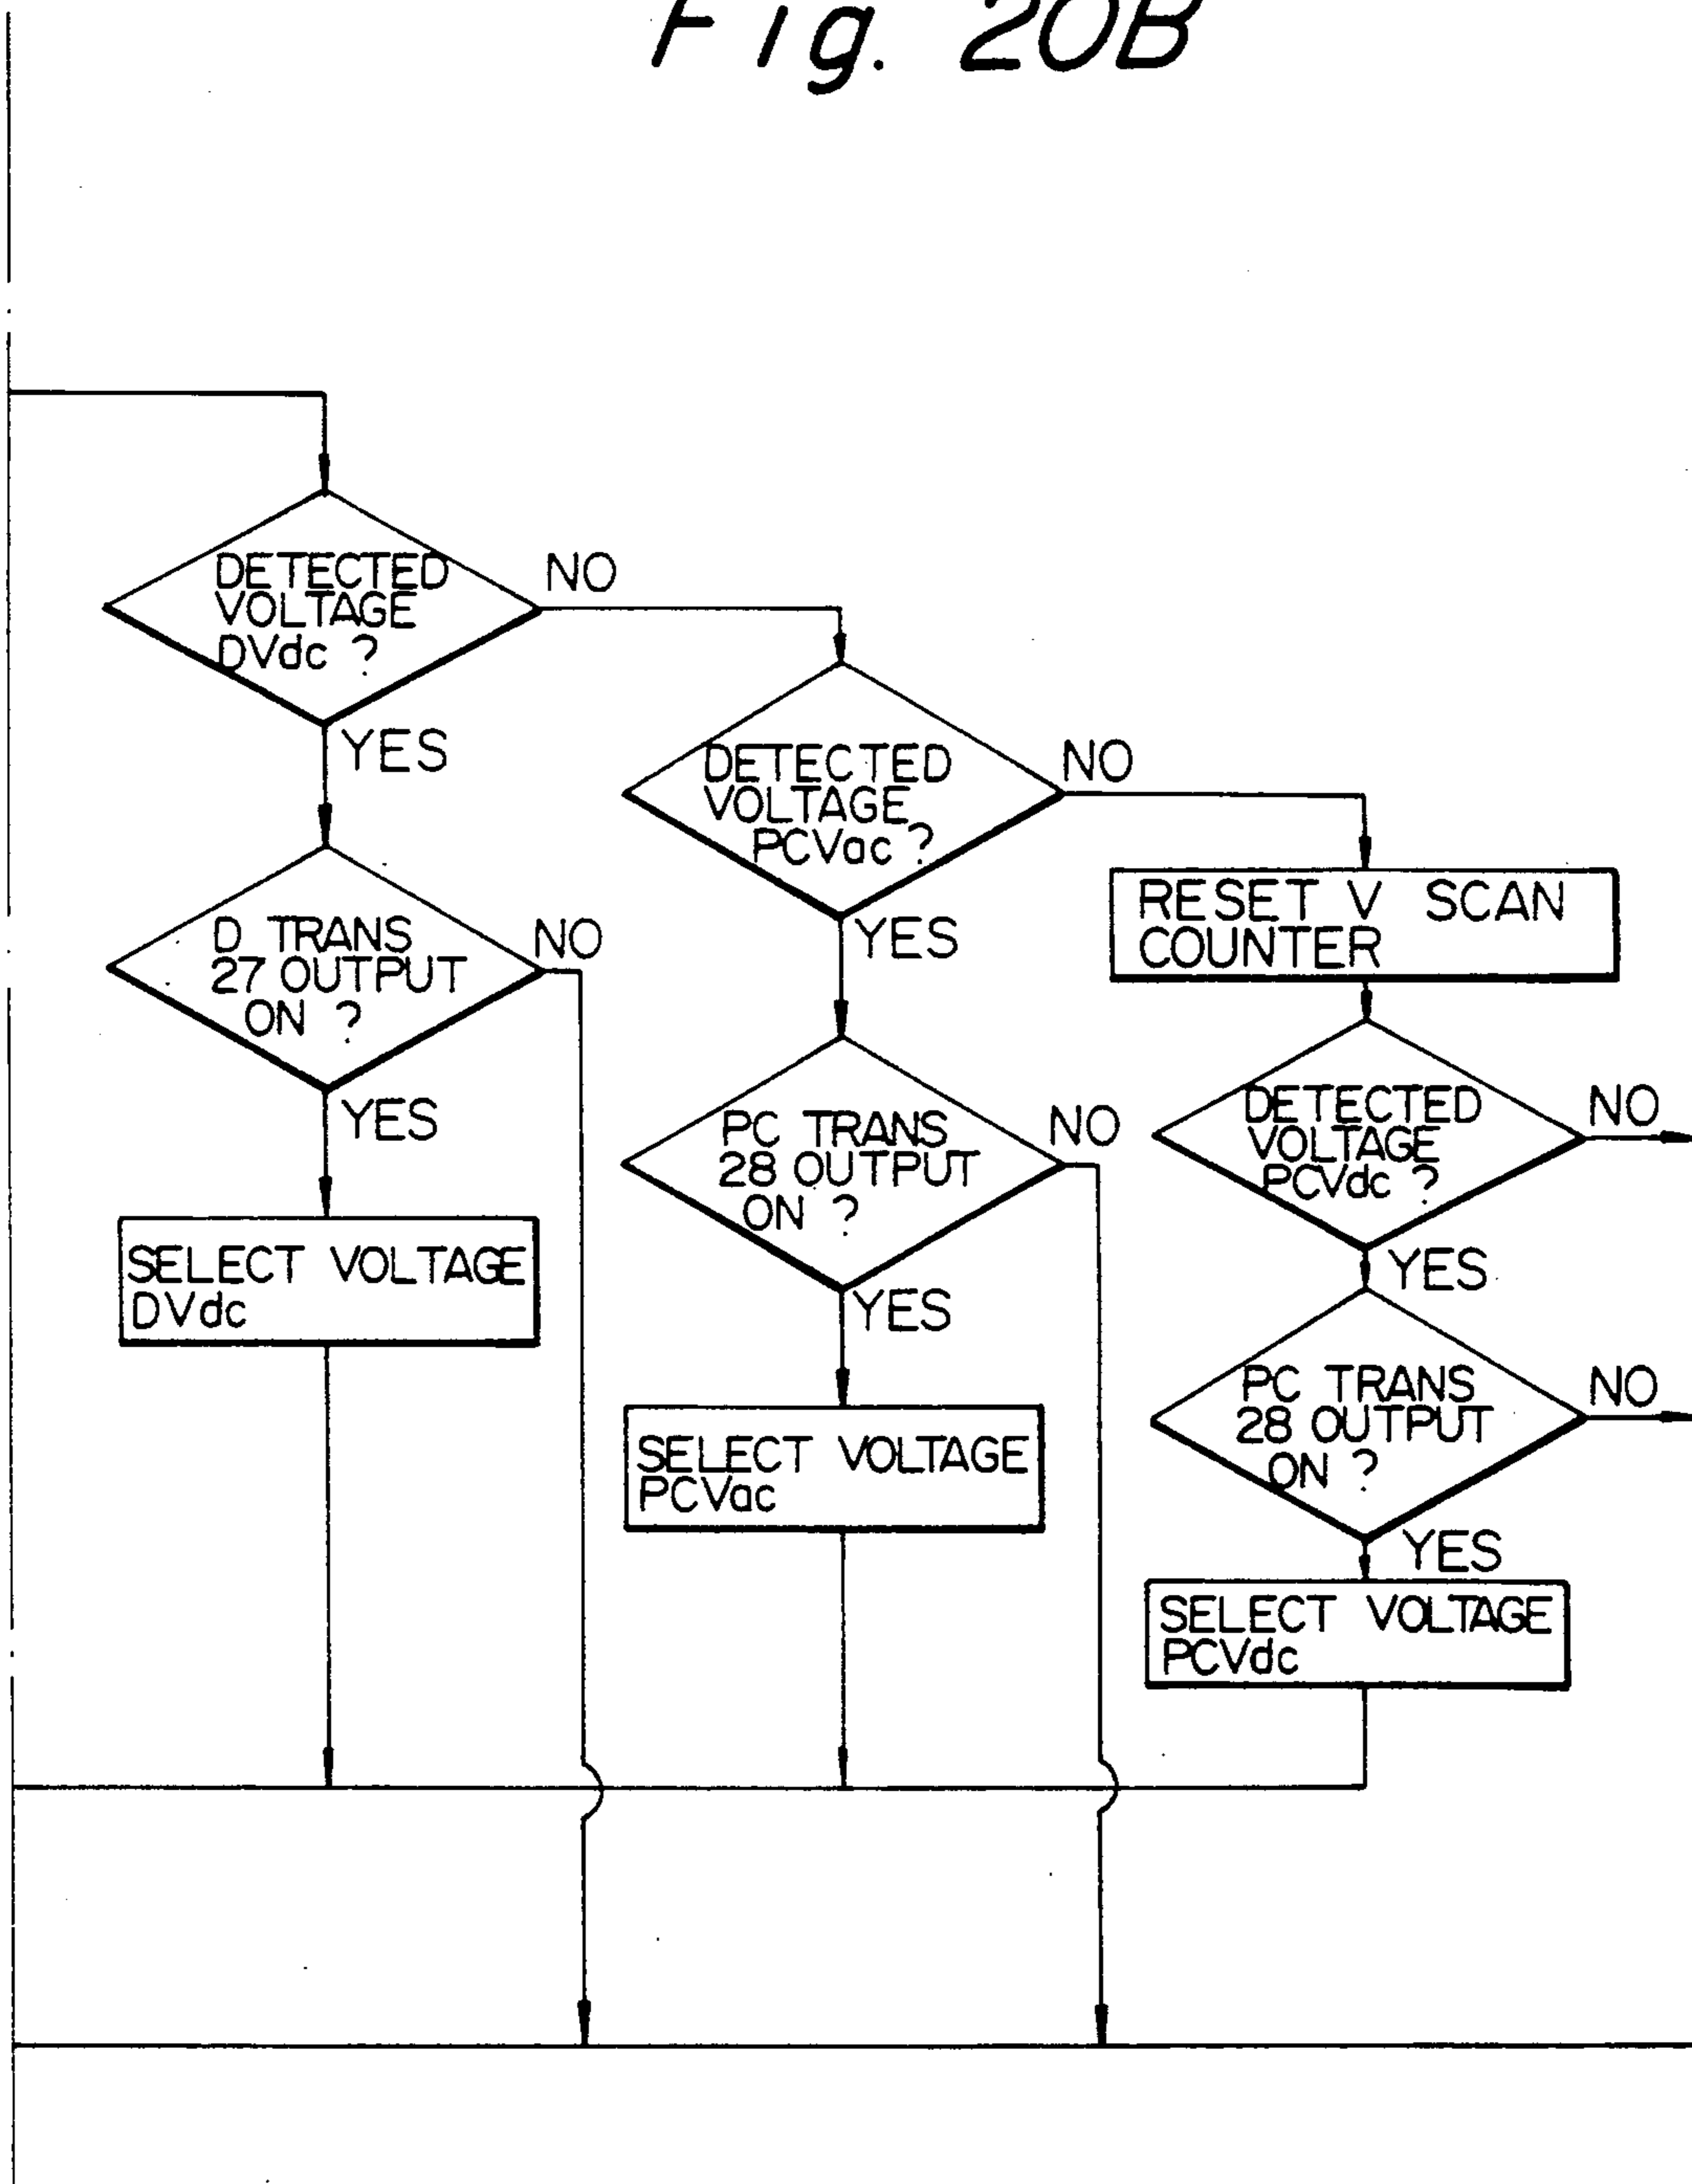 Fig. 20B
DETECTED
VOLTAGE
DVdc ?
NO
YES
D TRANS
27 OUTPUT
ON ?
NO
YES
SELECT VOLTAGE
DVdc
DETECTED
VOLTAGE
PCVac ?
NO
YES
PC TRANS
28 OUTPUT
ON ?
NO
YES
SELECT VOLTAGE
PCVac
RESET V SCAN
COUNTER
DETECTED
VOLTAGE
PCVdc ?
NO
YES
PC TRANS
28 OUTPUT
ON ?
NO
YES
SELECT VOLTAGE
PCVdc